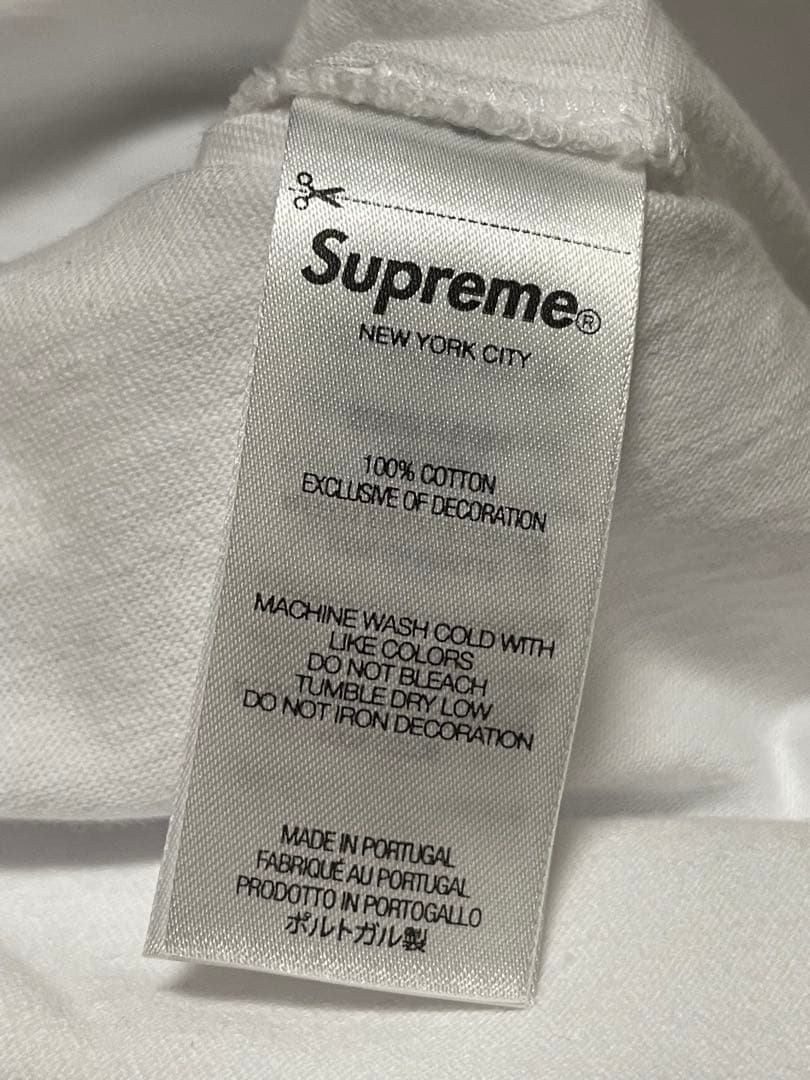 Supreme®
NEW YORK CITY
100% COTTON
EXCLUSIVE OF DECORATION
MACHINE WASH COLD WITH
LIKE COLORS
DO NOT BLEACH
TUMBLE DRY LOW
DO NOT IRON DECORATION
MADE IN PORTUGAL
FABRIQUÉ AU PORTUGAL
PRODOTTO IN PORTOGALLO
ポルトガル製